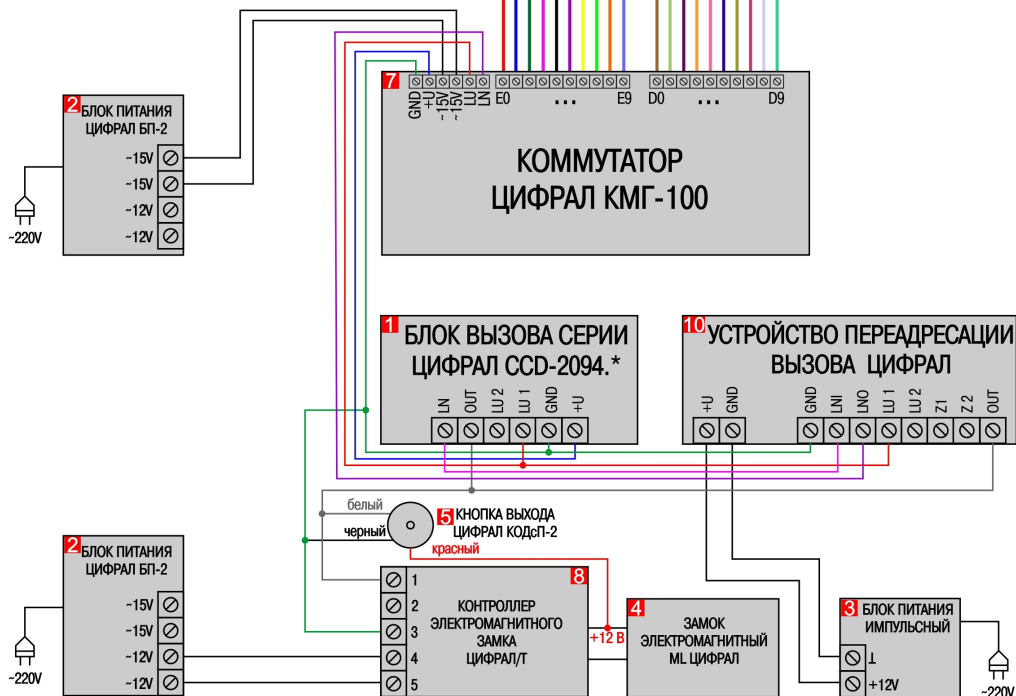 7
GND
+U
~15V
~15V
LU
LN
E0
...
E9
D0
...
D9
КОММУТАТОР
ЦИФРАЛ КМГ-100
2
БЛОК ПИТАНИЯ
ЦИФРАЛ БП-2
~15V
~15V
~12V
~12V
~220V
1
БЛОК ВЫЗОВА СЕРИИ
ЦИФРАЛ CCD-2094.*
LN
OUT
LU 2
LU 1
GND
+U
10
УСТРОЙСТВО ПЕРЕАДРЕСАЦИИ
ВЫЗОВА ЦИФРАЛ
+U
GND
GND
LNI
LNO
LU 1
LU 2
Z1
Z 2
OUT
белый
черный
красный
5
КНОПКА ВЫХОДА
ЦИФРАЛ КОДсП-2
2
БЛОК ПИТАНИЯ
ЦИФРАЛ БП-2
~15V
~15V
~12V
~12V
~220V
8
1
2
3
4
5
КОНТРОЛЛЕР
ЭЛЕКТРОМАГНИТНОГО
ЗАМКА
ЦИФРАЛ/Т
+12 В
4
ЗАМОК
ЭЛЕКТРОМАГНИТНЫЙ
ML ЦИФРАЛ
3
БЛОК ПИТАНИЯ
ИМПУЛЬСНЫЙ
⊥
+12V
~220V